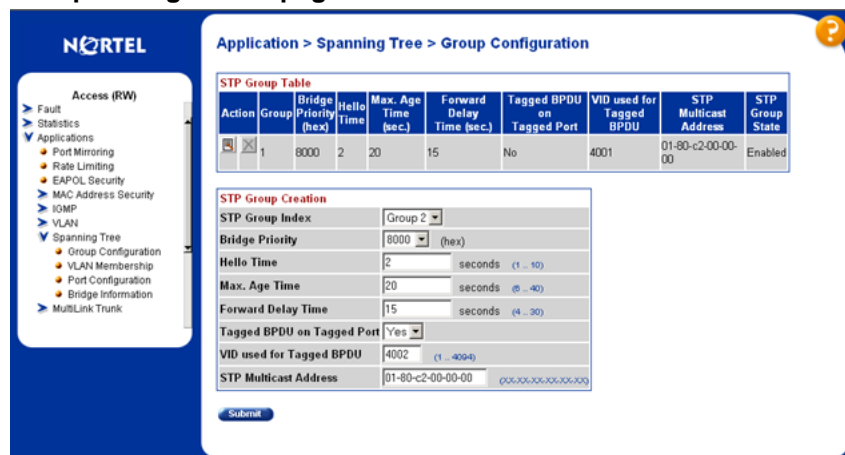 NORTEL
Application > Spanning Tree > Group Configuration
?
Access (RW)
Fault
Statistics
Applications
Port Mirroring
Rate Limiting
EAPOL Security
MAC Address Security
IGMP
VLAN
Spanning Tree
Group Configuration
VLAN Membership
Port Configuration
Bridge Information
MultiLink Trunk
STP Group Table
Action Group Bridge Priority (hex) Hello Time Max. Age Time (sec.) Forward Delay Time (sec.) Tagged BPDU on Tagged Port VID used for Tagged BPDU STP Multicast Address STP Group State
1 8000 2 20 15 No 4001 01-80-c2-00-00-00 Enabled
STP Group Creation
STP Group Index Group 2
Bridge Priority 8000 (hex)
Hello Time 2 seconds (1 .. 10)
Max. Age Time 20 seconds (6 .. 40)
Forward Delay Time 15 seconds (4 .. 30)
Tagged BPDU on Tagged Port Yes
VID used for Tagged BPDU 4002 (1 .. 4094)
STP Multicast Address 01-80-c2-00-00-00 (XX-XX-XX-XX-XX-XX)
Submit